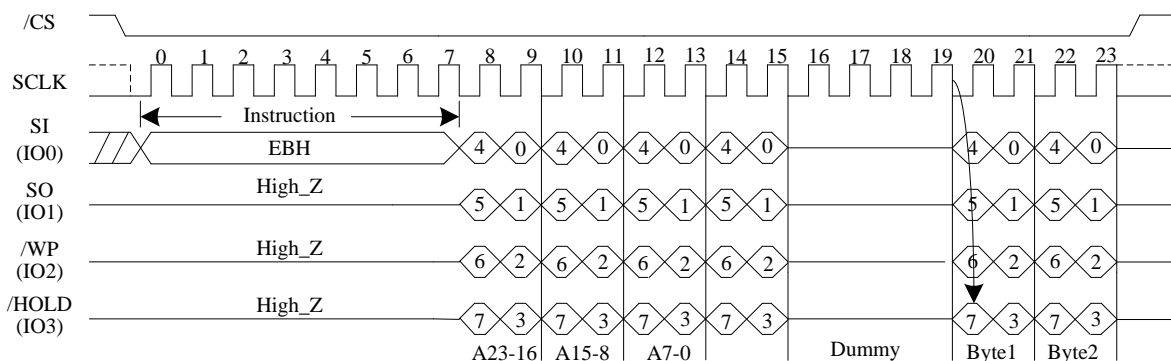 /CS
0 1 2 3 4 5 6 7 8 9 10 11 12 13 14 15 16 17 18 19 20 21 22 23
SCLK
Instruction
SI
(IO0)
EBH
4 0 4 0 4 0 4 0 4 0 4 0
SO
(IO1)
High_Z
5 1 5 1 5 1 5 1 5 1 5 1
/WP
(IO2)
High_Z
6 2 6 2 6 2 6 2 6 2 6 2
/HOLD
(IO3)
High_Z
7 3 7 3 7 3 7 3 7 3 7 3
A23-16 A15-8 A7-0 Dummy Byte1 Byte2